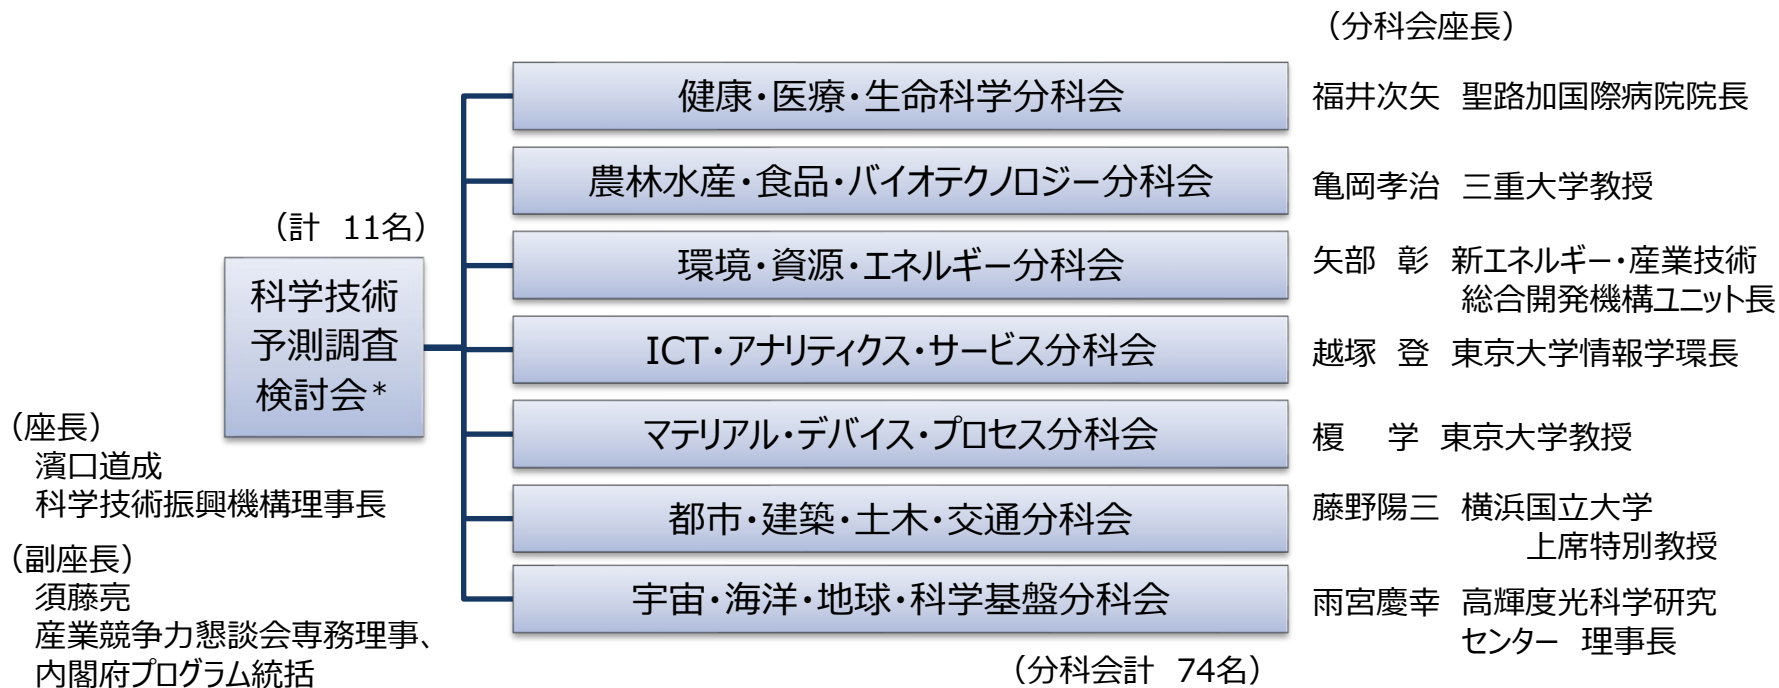 （分科会座長）
健康・医療・生命科学分科会
福井次矢　聖路加国際病院院長
農林水産・食品・バイオテクノロジー分科会
亀岡孝治　三重大学教授
（計　11名）
科学技術
予測調査
検討会*
環境・資源・エネルギー分科会
矢部　彰　新エネルギー・産業技術
総合開発機構ユニット長
ICT・アナリティクス・サービス分科会
越塚　登　東京大学情報学環長
マテリアル・デバイス・プロセス分科会
榎　学　東京大学教授
（座長）
濱口道成
科学技術振興機構理事長
都市・建築・土木・交通分科会
藤野陽三　横浜国立大学
上席特別教授
（副座長）
須藤亮
産業競争力懇談会専務理事、
内閣府プログラム統括
宇宙・海洋・地球・科学基盤分科会
雨宮慶幸　高輝度光科学研究
センター　理事長
（分科会計　74名）